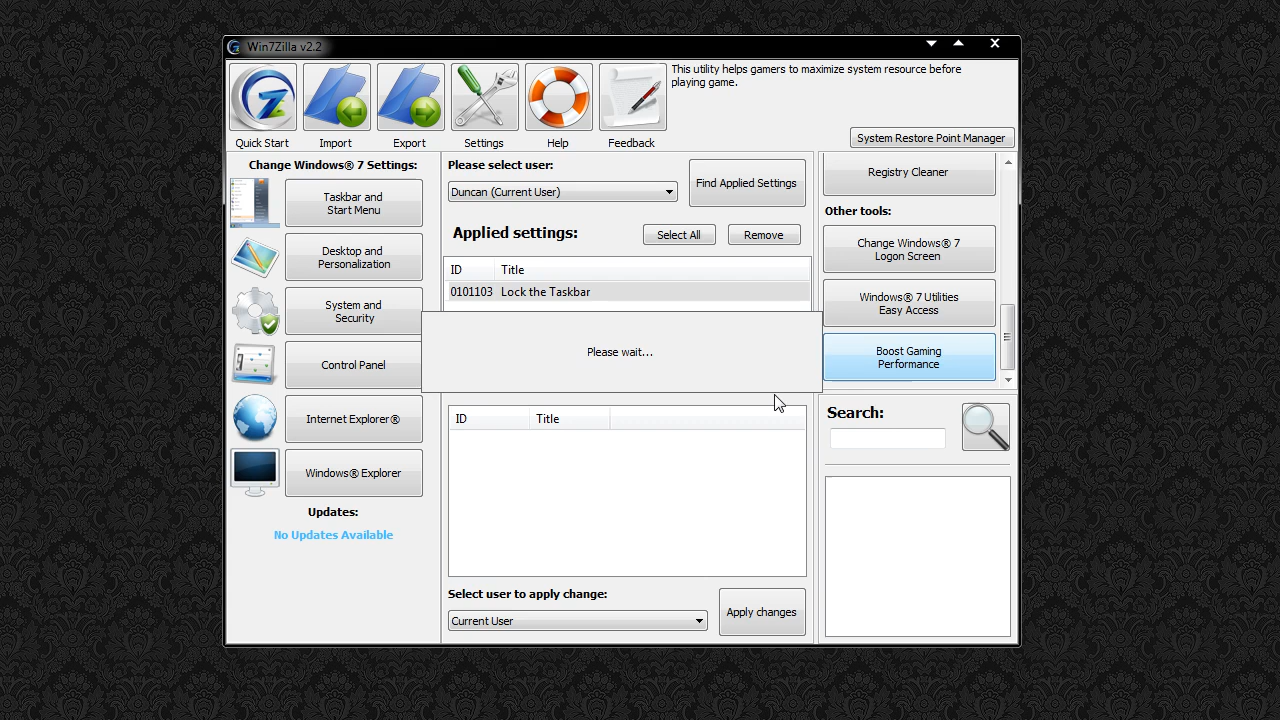 Win7Zilla v2.2
This utility helps gamers to maximize system resource before
playing game.
Quick Start
Import
Export
Settings
Help
Feedback
System Restore Point Manager
Change Windows® 7 Settings:
Taskbar and
Start Menu
Desktop and
Personalization
System and
Security
Control Panel
Internet Explorer®
Windows® Explorer
Updates:
No Updates Available
Please select user:
Duncan (Current User)
Find Applied Settings
Applied settings:
Select All
Remove
ID Title
0101103 Lock the Taskbar
Please wait...
ID Title
Select user to apply change:
Current User
Apply changes
Registry Cleaner
Other tools:
Change Windows® 7
Logon Screen
Windows® 7 Utilities
Easy Access
Boost Gaming
Performance
Search: